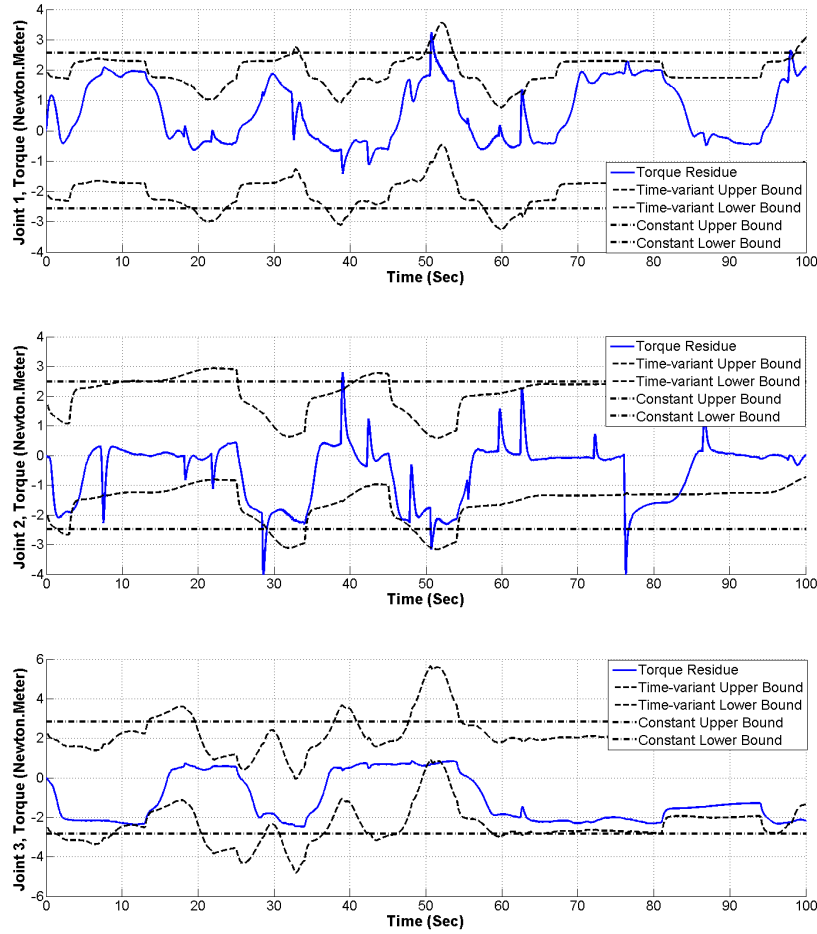 Joint 1, Torque (Newton.Meter)
4
3
2
1
0
-1
-2
-3
4
Torque Residue
Time-variant Upper Bound
Time-variant Lower Bound
Constant Upper Bound
Constant Lower Bound
0 10 20 30 40 50 60 70 80 90 100
Time (Sec)
Joint 2, Torque (Newton.Meter)
4
3
2
1
0
-1
-2
-3
-4
Torque Residue
Time-variant Upper Bound
Time-variant Lower Bound
Constant Upper Bound
Constant Lower Bound
0 10 20 30 40 50 60 70 80 90 100
Time (Sec)
Joint 3, Torque (Newton.Meter)
6
4
2
0
-2
-4
-6
Torque Residue
Time-variant Upper Bound
Time-variant Lower Bound
Constant Upper Bound
Constant Lower Bound
0 10 20 30 40 50 60 70 80 90 100
Time (Sec)